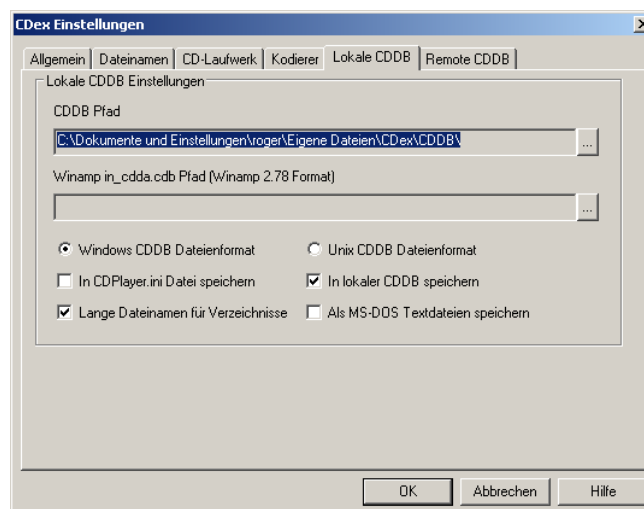 CDex Einstellungen
Allgemein Dateinamen CD-Laufwerk Kodierer Lokale CDDB Remote CDDB
Lokale CDDB Einstellungen
CDDB Pfad
C:\Dokumente und Einstellungen\roger\Eigene Dateien\CDex\CDDB\ ...
Winamp in_cdda.cdb Pfad (Winamp 2.78 Format)
...
Windows CDDB Dateienformat Unix CDDB Dateienformat
In CDPlayer.ini Datei speichern In lokaler CDDB speichern
Lange Dateinamen für Verzeichnisse Als MS-DOS Textdateien speichern
OK Abbrechen Hilfe